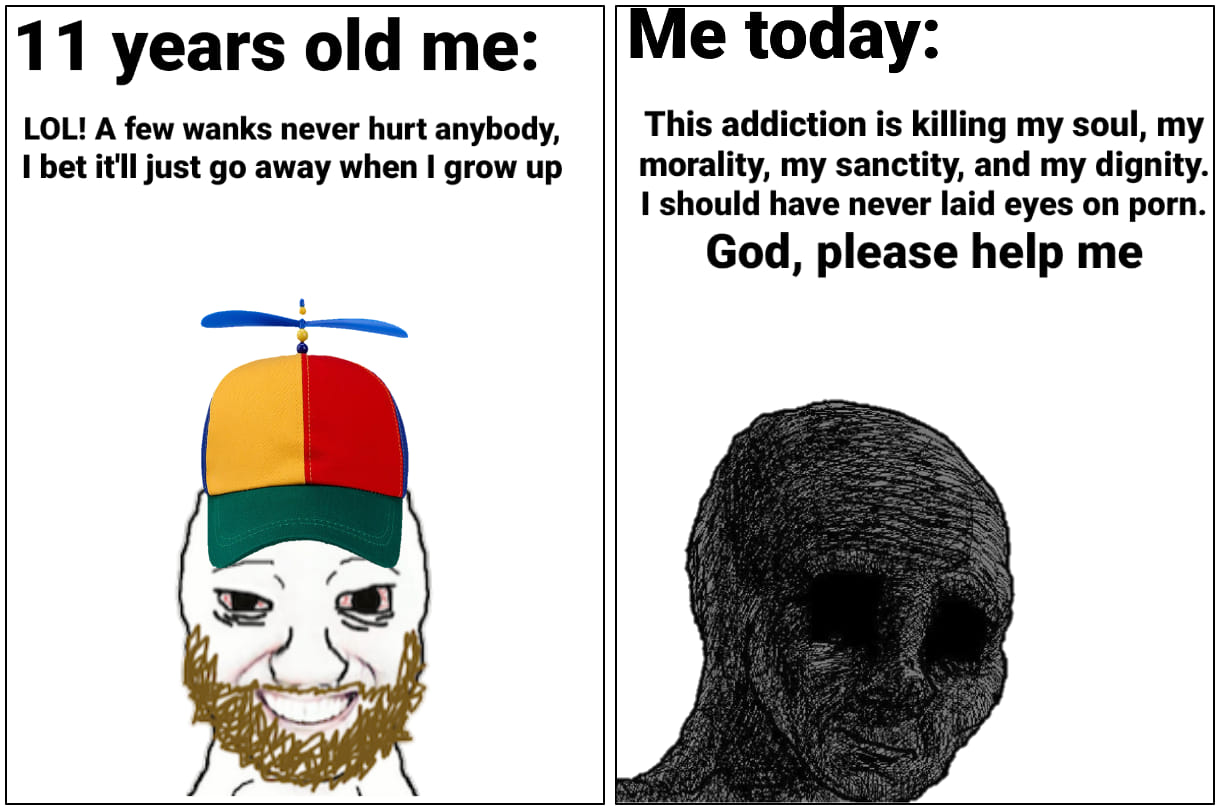 11 years old me:
LOL! A few wanks never hurt anybody,
I bet it'll just go away when I grow up
Me today:
This addiction is killing my soul, my
morality, my sanctity, and my dignity.
I should have never laid eyes on porn.
God, please help me